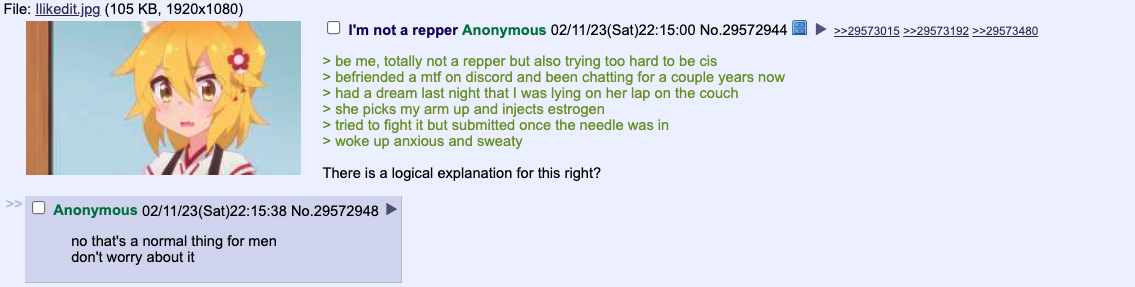 File: Ilikedit.jpg (105 KB, 1920x1080)
I'm not a repper Anonymous 02/11/23(Sat)22:15:00 No.29572944 ▶ >>29573015 >>29573192 >>29573480
> be me, totally not a repper but also trying too hard to be cis
> befriended a mtf on discord and been chatting for a couple years now
> had a dream last night that I was lying on her lap on the couch
> she picks my arm up and injects estrogen
> tried to fight it but submitted once the needle was in
> woke up anxious and sweaty
There is a logical explanation for this right?
>> Anonymous 02/11/23(Sat)22:15:38 No.29572948 ▶
no that's a normal thing for men
don't worry about it